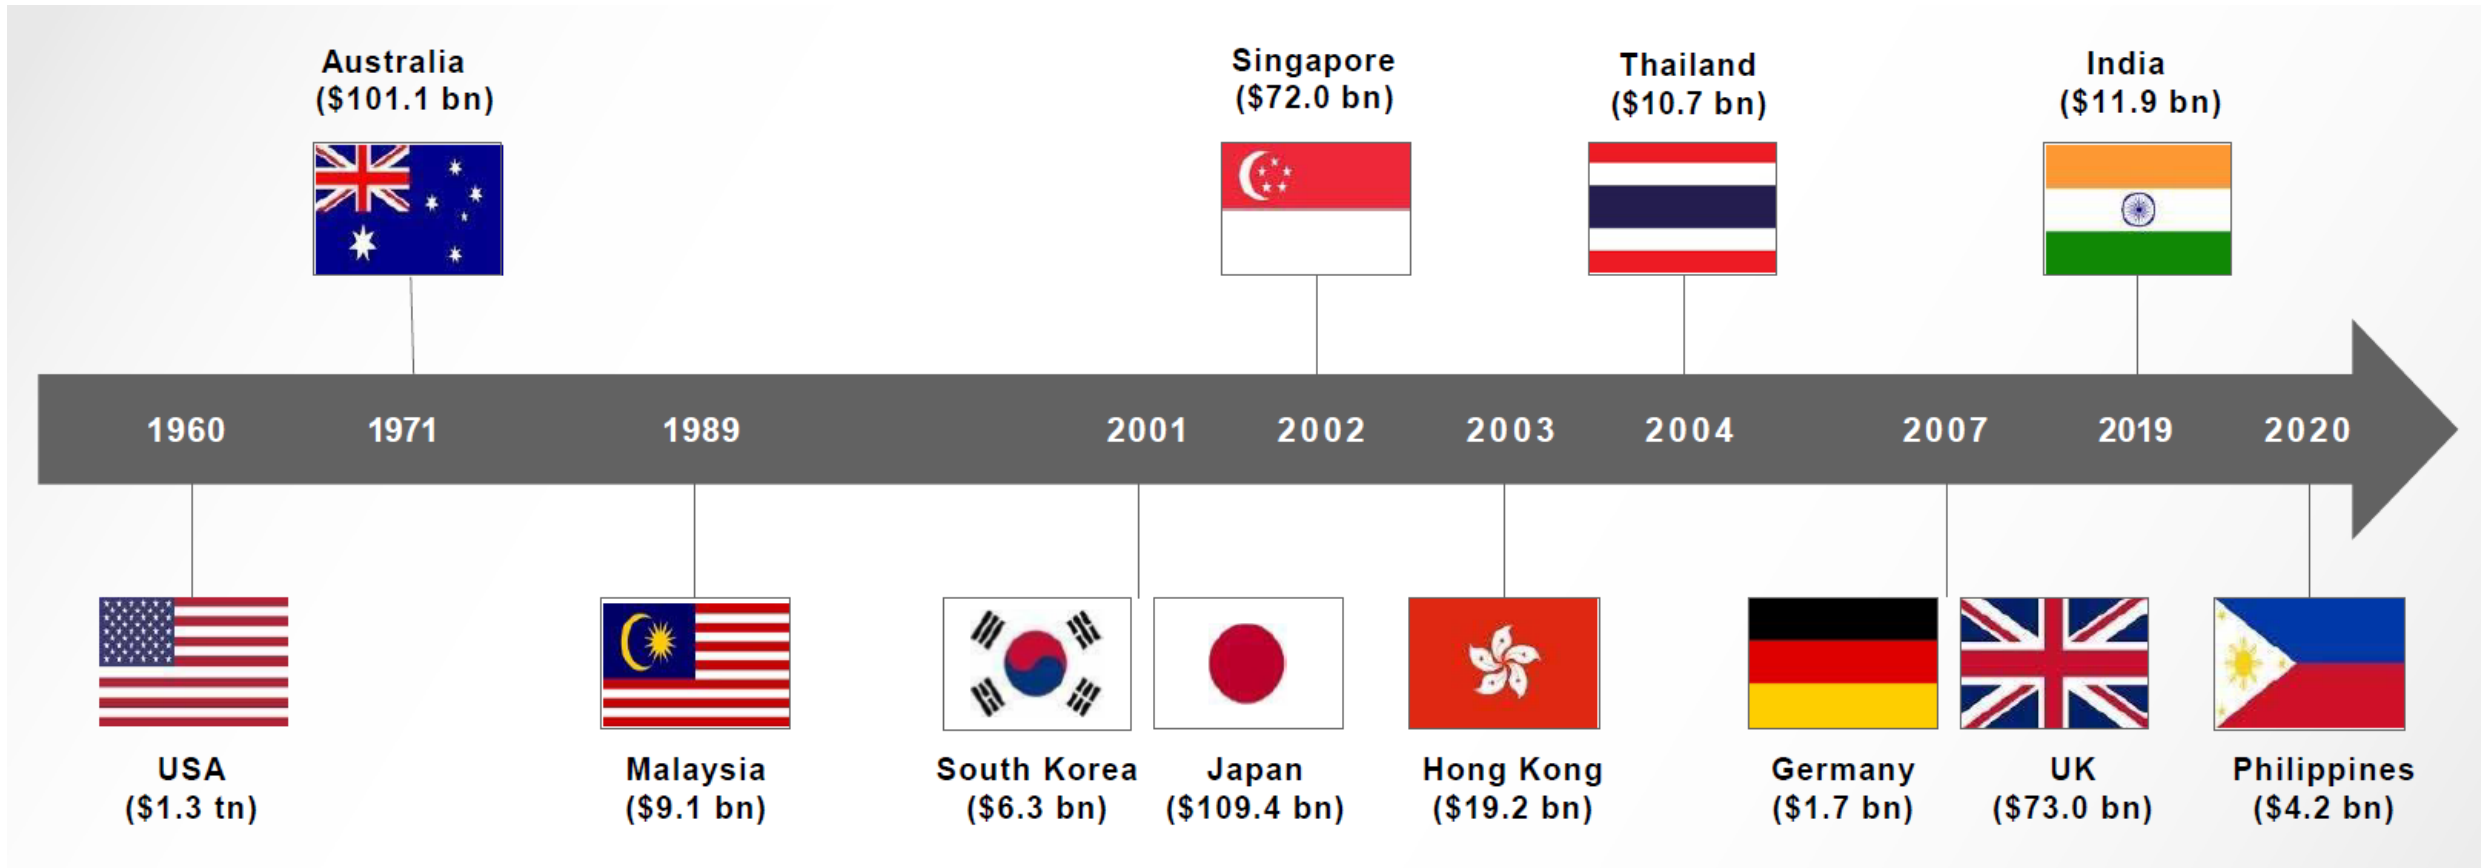 Australia
($101.1 bn)
Singapore
($72.0 bn)
Thailand
($10.7 bn)
India
($11.9 bn)
1960 1971 1989 2001 2002 2003 2004 2007 2019 2020
USA
($1.3 tn)
Malaysia
($9.1 bn)
South Korea
($6.3 bn)
Japan
($109.4 bn)
Hong Kong
($19.2 bn)
Germany
($1.7 bn)
UK
($73.0 bn)
Philippines
($4.2 bn)